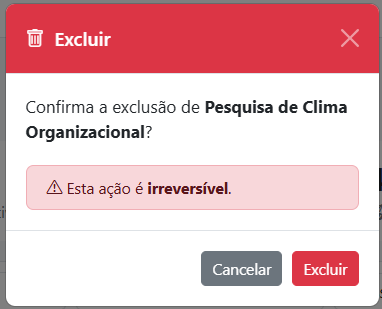 Excluir
Confirma a exclusão de Pesquisa de Clima
Organizacional?
Esta ação é irreversível.
Cancelar
Excluir